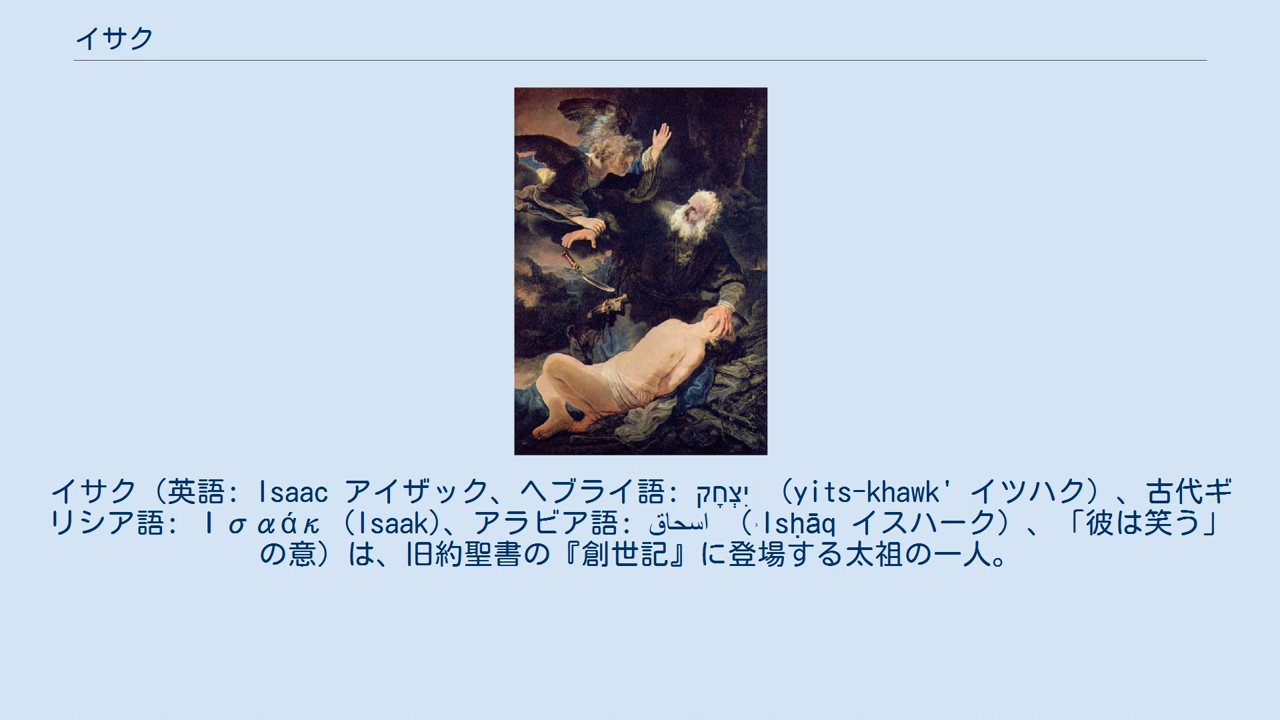 イサク
イサク（英語: Isaac アイザック、ヘブライ語: יִצְחָק （yits-khawk' イツハク）、古代ギ
リシア語: Ισαάκ（Isaak)、アラビア語: اسحاق （ʾIsḥāq イスハーク）、「彼は笑う」
の意）は、旧約聖書の『創世記』に登場する太祖の一人。